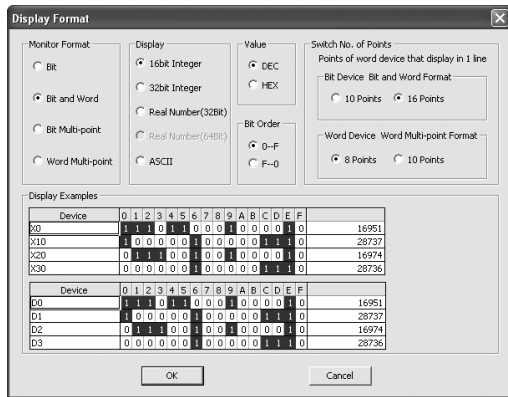 Display Format
Monitor Format
Bit
Bit and Word
Bit Multi-point
Word Multi-point
Display
16bit Integer
32bit Integer
Real Number(32Bit)
Real Number(64Bit)
ASCII
Value
DEC
HEX
Bit Order
0--F
F--0
Switch No. of Points
Points of word device that display in 1 line
Bit Device Bit and Word Format
10 Points 16 Points
Word Device Word Multi-point Format
8 Points 10 Points
Display Examples
Device 0 1 2 3 4 5 6 7 8 9 A B C D E F
X0 1 1 1 0 1 1 0 0 0 1 0 0 0 0 1 0 16951
X10 1 0 0 0 0 0 1 0 0 0 0 0 1 1 1 0 28737
X20 0 1 1 1 0 0 1 0 0 1 0 0 0 0 1 0 16974
X30 0 0 0 0 0 0 1 0 0 0 0 0 1 1 1 0 28736
Device 0 1 2 3 4 5 6 7 8 9 A B C D E F
D0 1 1 1 0 1 1 0 0 0 1 0 0 0 0 1 0 16951
D1 1 0 0 0 0 0 1 0 0 0 0 0 1 1 1 0 28737
D2 0 1 1 1 0 0 1 0 0 1 0 0 0 0 1 0 16974
D3 0 0 0 0 0 0 1 0 0 0 0 0 1 1 1 0 28736
OK Cancel